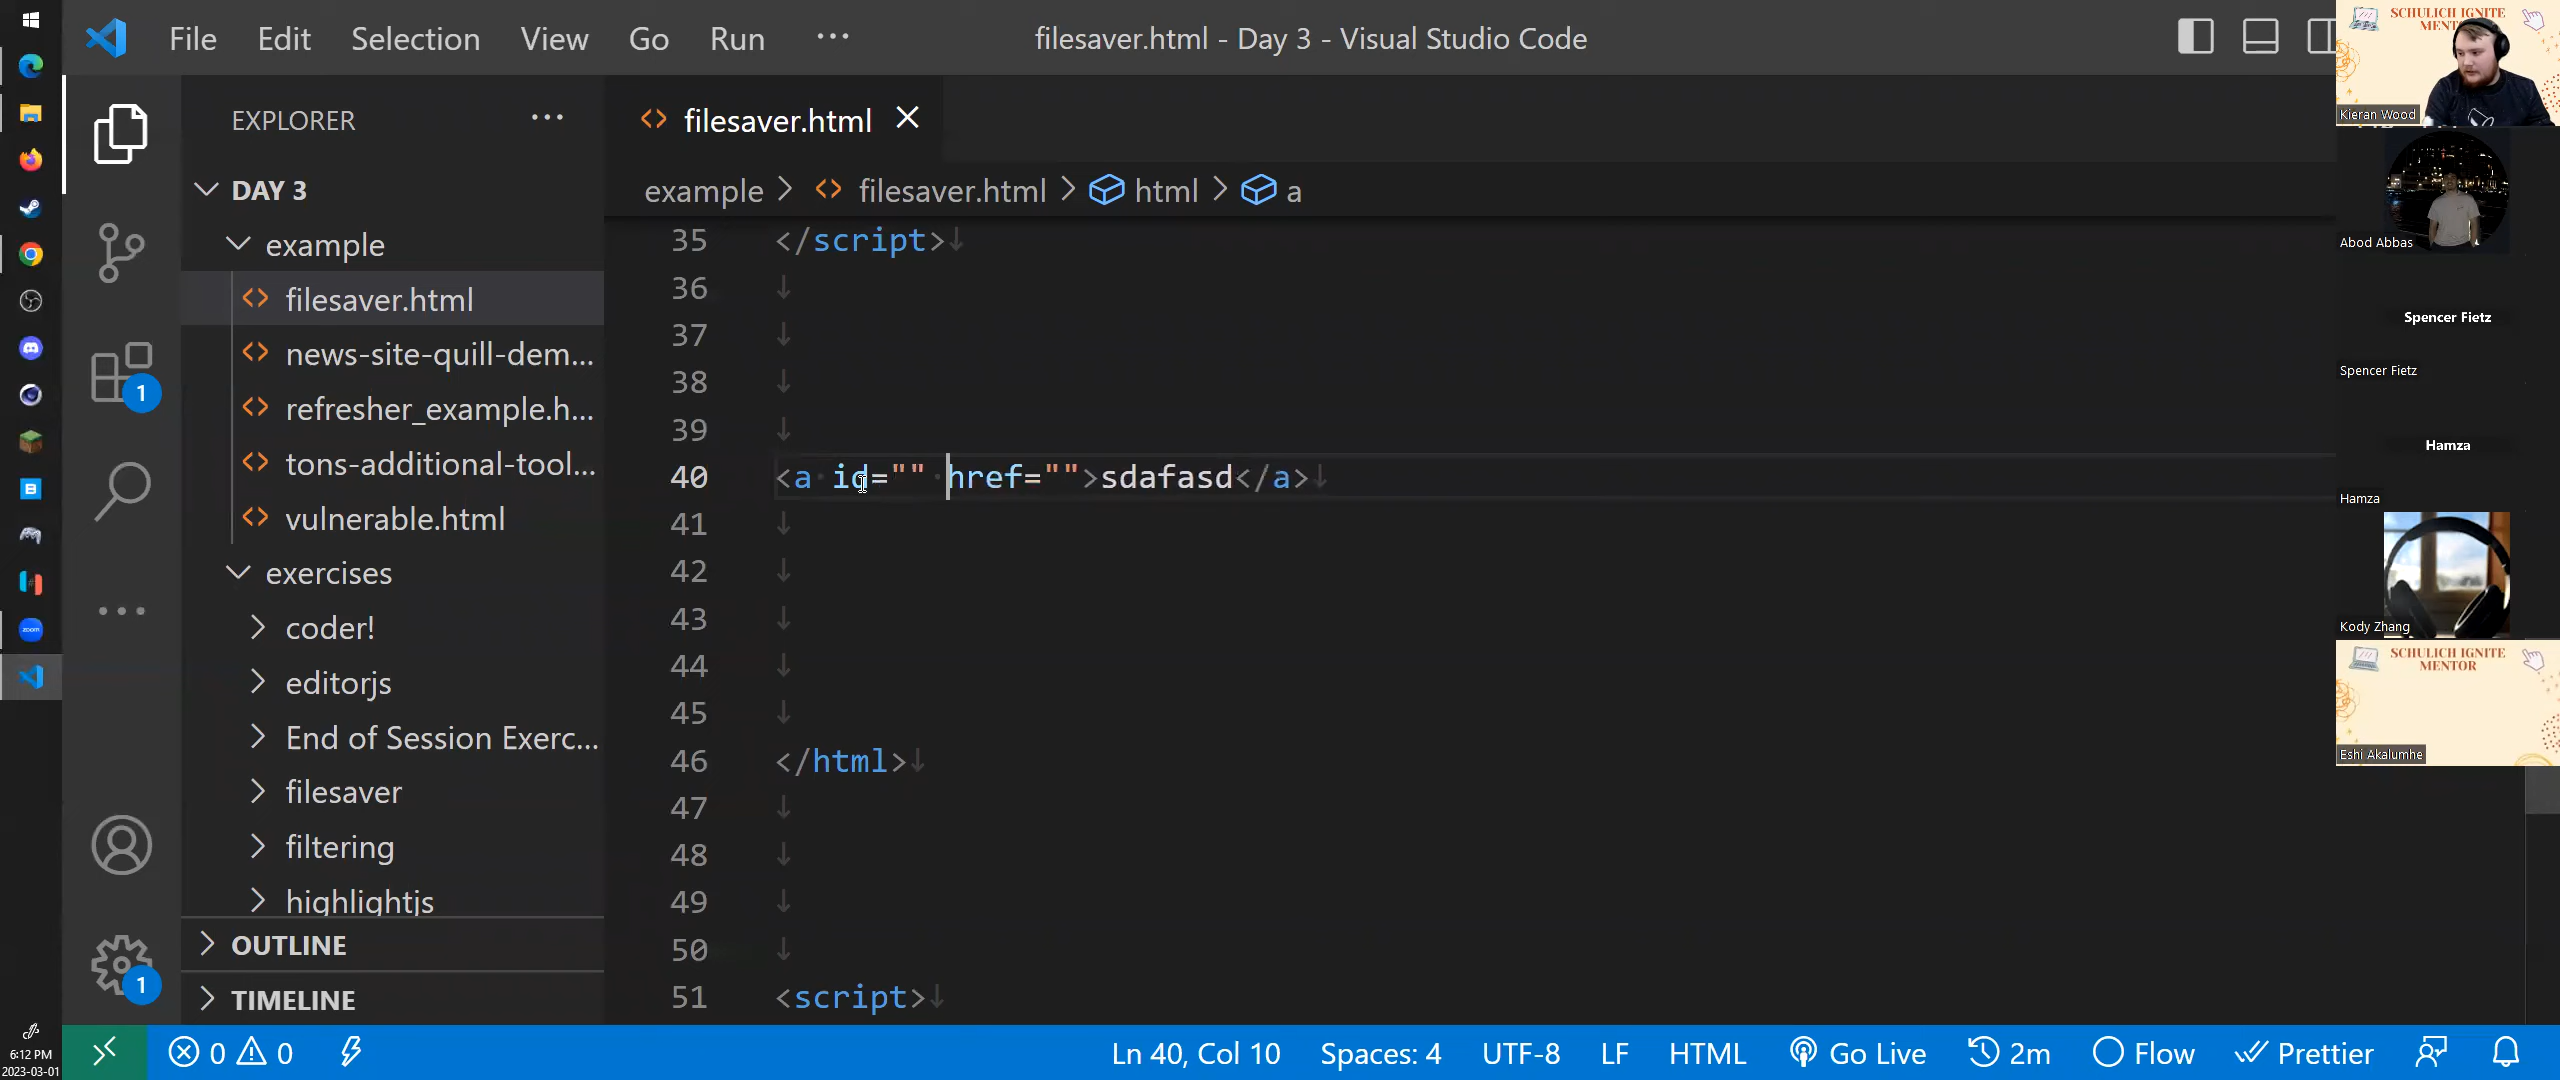 File Edit Selection View Go Run ··· filesaver.html - Day 3 - Visual Studio Code
EXPLORER ···
DAY 3
example
filesaver.html
news-site-quill-dem...
refresher_example.h...
tons-additional-tool...
vulnerable.html
exercises
coder!
editorjs
End of Session Exerc...
filesaver
filtering
highlightjs
OUTLINE
TIMELINE
1
1
filesaver.html
example > filesaver.html > html > a
35 </script>
36
37
38
39
40 <a id="" href="">sdafasd</a>
41
42
43
44
45
46 </html>
47
48
49
50
51 <script>
SCHULICH IGNITE
Kieran Wood
Abod Abbas
Spencer Fietz
Spencer Fietz
Hamza
Hamza
Kody Zhang
SCHULICH IGNITE
MENTOR
Eshi Akalumhe
zoom
6:12 PM
2023-03-01
0 0 Ln 40, Col 10 Spaces: 4 UTF-8 LF HTML Go Live 2m Flow Prettier